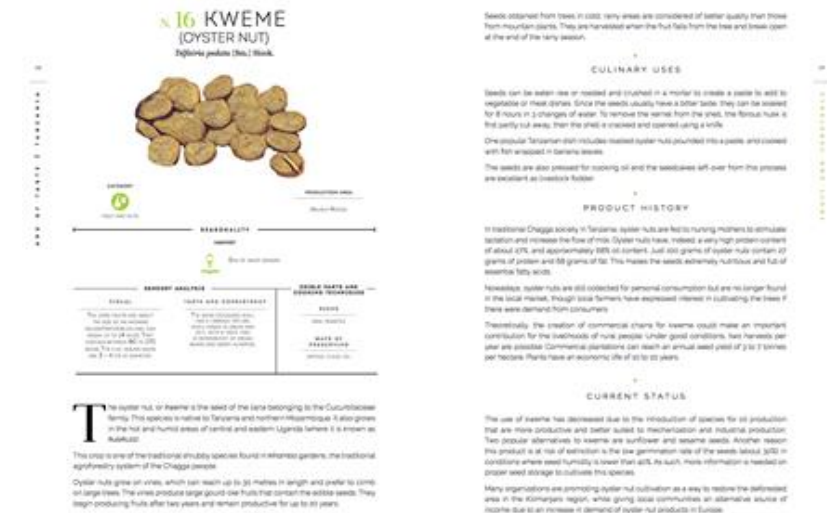 N.16 KWEME
(OYSTER NUT)
Telfairia pedata (Sm.) Hook.
ARK OF TASTE | TANZANIA
CATEGORY
FRUIT AND NUTS
PRODUCTION AREA
SEASONALITY
HARVEST
End of rainy season
SENSORY ANALYSIS
VISUAL
TASTE AND CONSISTENCY
EDIBLE PARTS AND
COOKING TECHNIQUES
The oyster nut, or kweme is the seed of the liana belonging to the Cucurbitaceae
family. This species is native to Tanzania and northern Mozambique. It also grows
in the hot and humid areas of central and eastern Uganda (where it is known as
This crop is one of the traditional shrubby species found in kihamba gardens, the traditional
agroforestry system of the Chagga people.
Oyster nuts grow on vines, which can reach up to 30 metres in length and prefer to climb
on large trees. The vines produce large gourd-like fruits that contain the edible seeds. They
begin producing fruits after two years and remain productive for up to 20 years.
Seeds obtained from trees in cold, rainy areas are considered of better quality than those
from mountain plants. They are harvested when the fruit falls from the tree and break open
at the end of the rainy season.
CULINARY USES
Seeds can be eaten raw or roasted and crushed in a mortar to create a paste to add to
vegetable or meat dishes. Since the seeds usually have a bitter taste, they can be soaked
for 8 hours in 3 changes of water. To remove the kernel from the shell, the fibrous husk is
first partly cut away, then the shell is cracked and opened using a knife.
One popular Tanzanian dish includes roasted oyster nuts pounded into a paste, and cooked
with fish wrapped in banana leaves.
The seeds are also pressed for cooking oil and the seedcakes left over from this process
are excellent as livestock fodder.
PRODUCT HISTORY
In traditional Chagga society in Tanzania, oyster nuts are fed to nursing mothers to stimulate
lactation and increase the flow of milk. Oyster nuts have, indeed, a very high protein content
of about 27%, and approximately 68% oil content. Just 100 grams of oyster nuts contain 27
grams of protein and 68 grams of fat. This makes the seeds extremely nutritious and full of
essential fatty acids.
Nowadays, oyster nuts are still collected for personal consumption but are no longer found
in the local market, though local farmers have expressed interest in cultivating the trees if
there were demand from consumers.
Theoretically, the creation of commercial chains for kweme could make an important
contribution for the livelihoods of rural people. Under good conditions, two harvests per
year are possible. Commercial plantations can reach an annual seed yield of 3 to 7 tonnes
per hectare. Plants have an economic life of 10 to 20 years.
CURRENT STATUS
The use of kweme has decreased due to the introduction of species for oil production
that are more productive and better suited to mechanization and industrial production.
Two popular alternatives to kweme are sunflower and sesame seeds. Another reason
this product is at risk of extinction is the low germination rate of the seeds (about 30%) in
conditions where seed humidity is lower than 40%. As such, more information is needed on
proper seed storage to cultivate this species.
Many organizations are promoting oyster nut cultivation as a way to restore the deforested
area in the Kilimanjaro region, while giving local communities an alternative source of
income due to an increase in demand of oyster nut products in Europe.